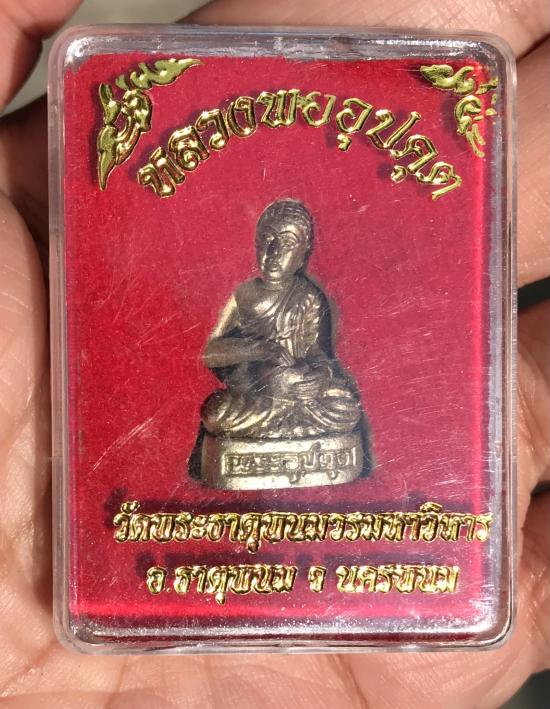 หลวงพ่ออุปคุต
พระอุปคุต
วัดพระธาตุพนมวรมหาวิหาร
อ.ธาตุพนม จ นครพนม